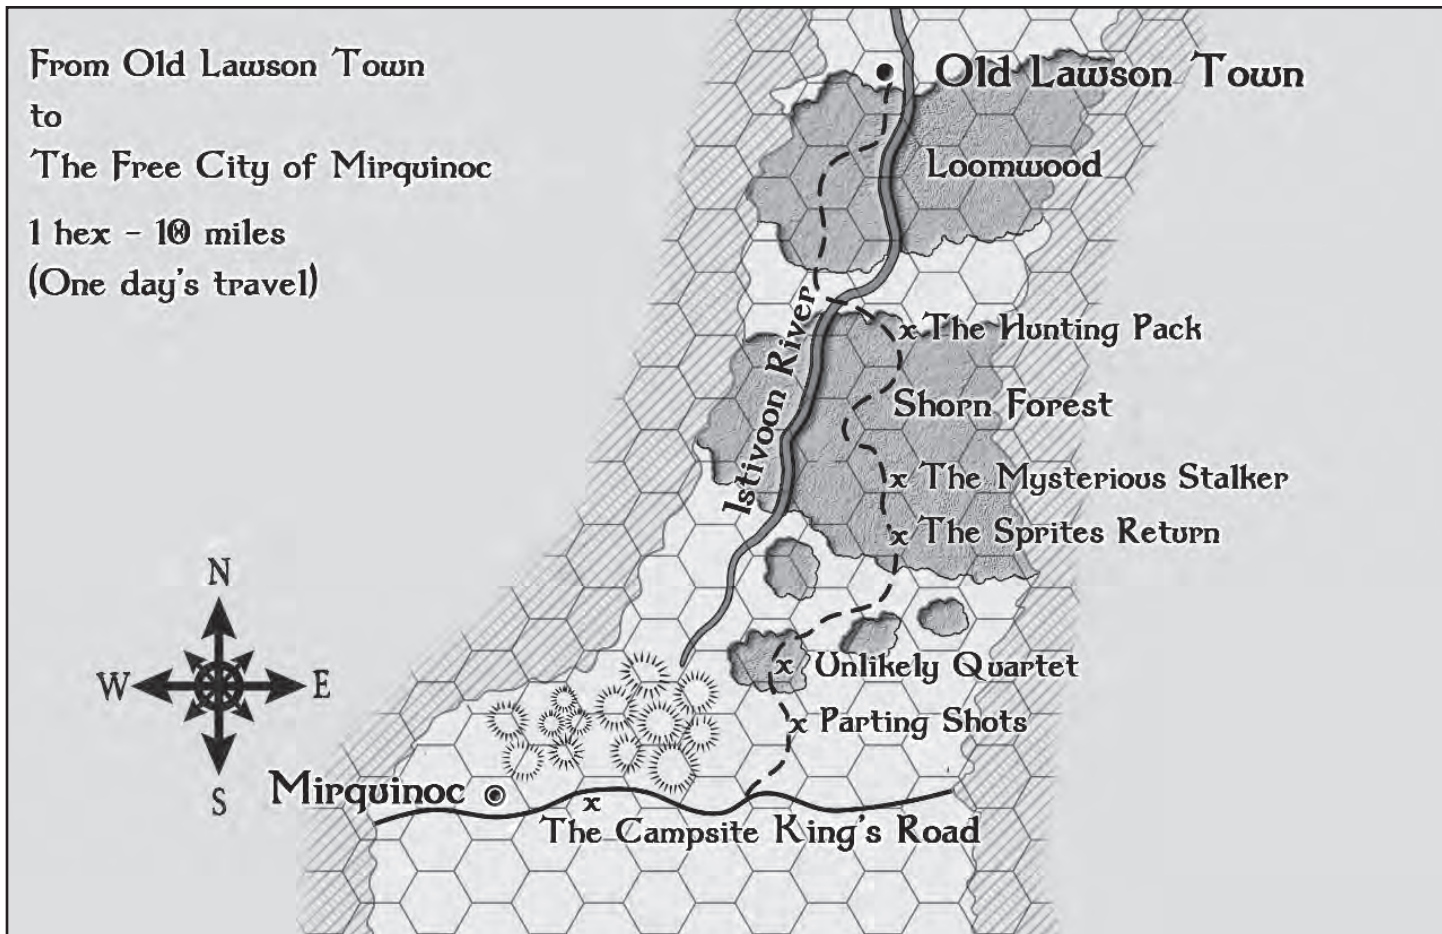 From Old Lawson Town
to
The Free City of Mirquinoc
1 hex - 10 miles
(One day's travel)
Old Lawson Town
Loomwood
Istivoon River
x The Hunting Pack
Shorn Forest
x The Mysterious Stalker
x The Sprites Return
x Unlikely Quartet
x Parting Shots
N
W E
S
Mirquinoc
x
The Campsite King's Road